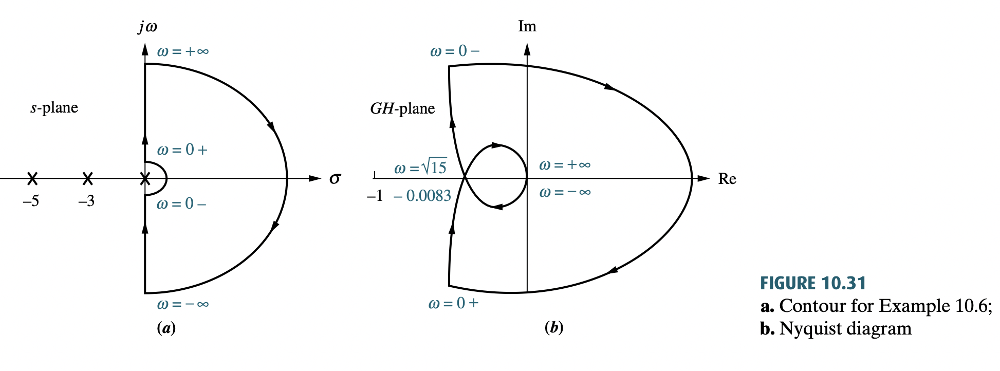 jω
ω = +∞
s-plane
ω = 0 +
σ
–5
–3
ω = 0 –
ω = – ∞
(a)
Im
ω = 0 –
GH-plane
ω = √15
ω = +∞
Re
–1
– 0.0083
ω = – ∞
ω = 0 +
(b)
FIGURE 10.31
a. Contour for Example 10.6;
b. Nyquist diagram